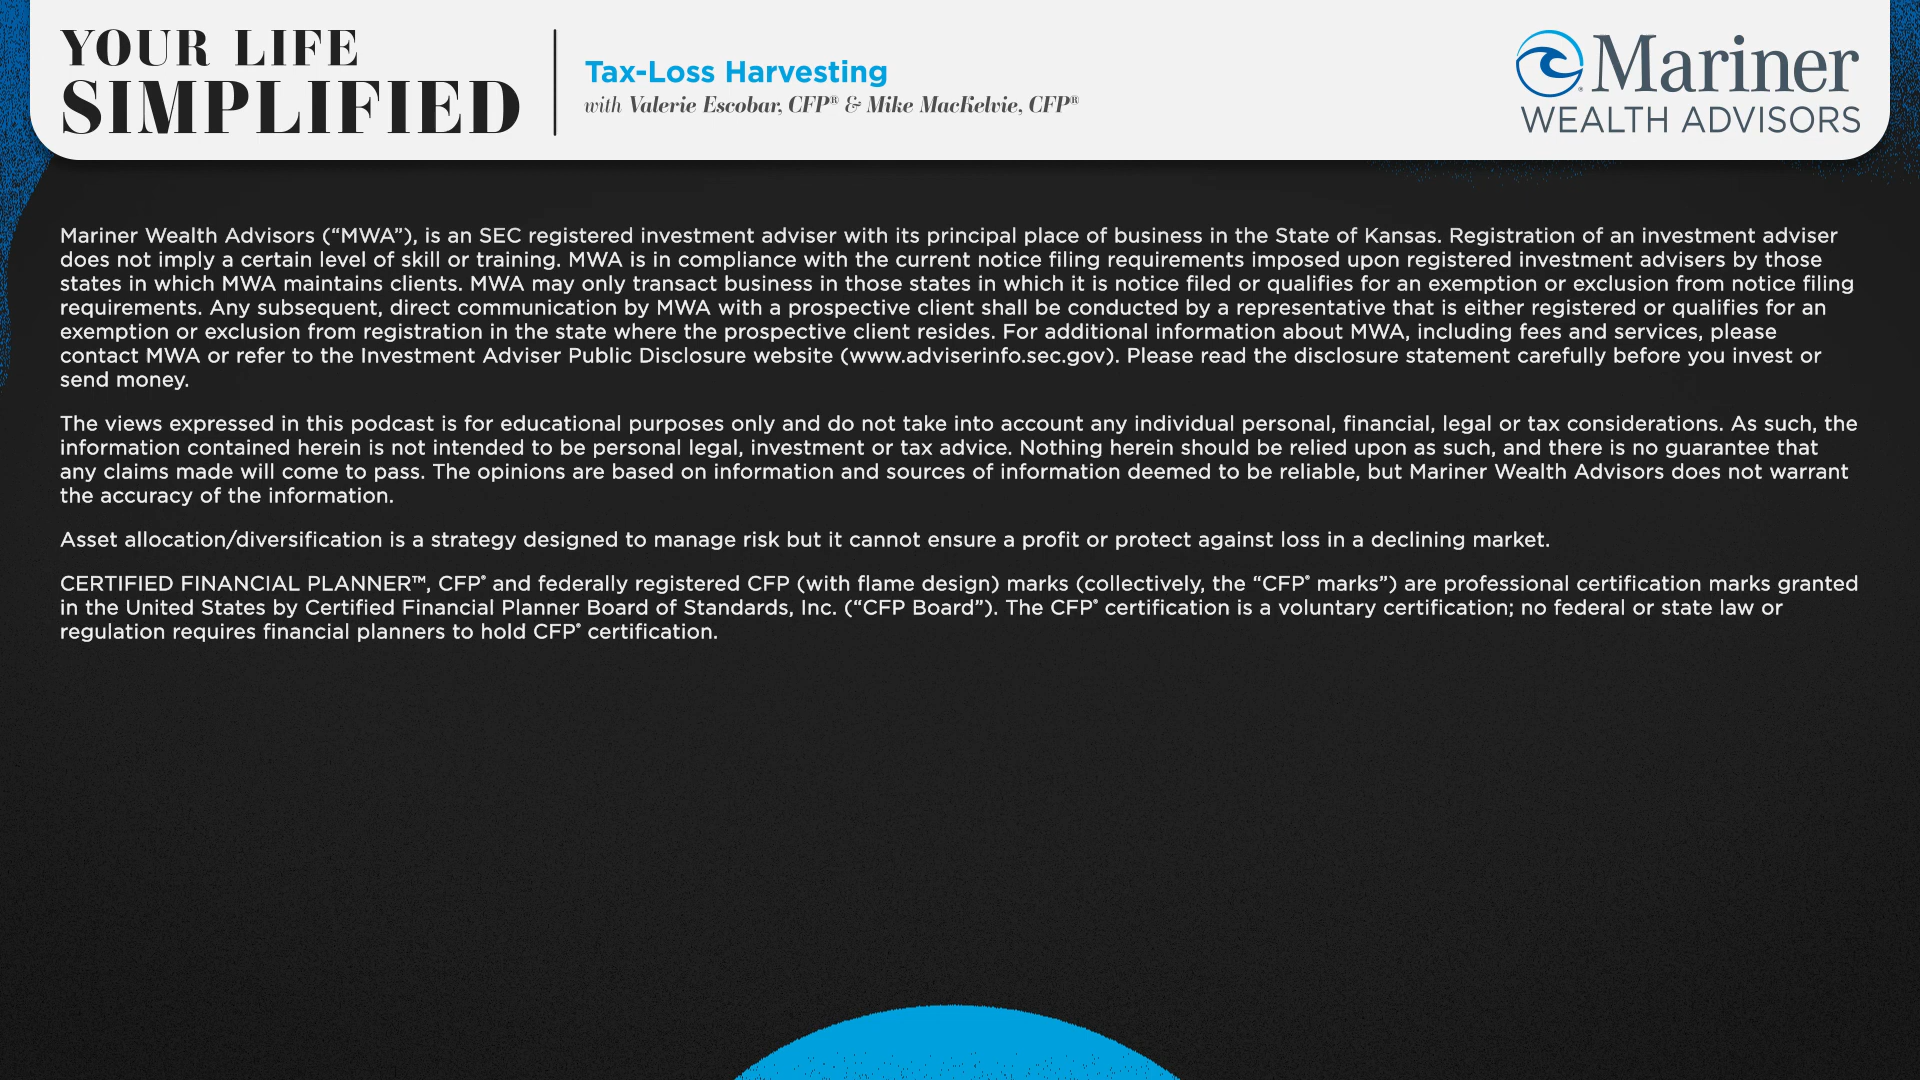 YOUR LIFE
SIMPLIFIED
Tax-Loss Harvesting
with Valerie Escobar, CFP® & Mike MacKelvie, CFP®
Mariner
WEALTH ADVISORS
Mariner Wealth Advisors (“MWA”), is an SEC registered investment adviser with its principal place of business in the State of Kansas. Registration of an investment adviser
does not imply a certain level of skill or training. MWA is in compliance with the current notice filing requirements imposed upon registered investment advisers by those
states in which MWA maintains clients. MWA may only transact business in those states in which it is notice filed or qualifies for an exemption or exclusion from notice filing
requirements. Any subsequent, direct communication by MWA with a prospective client shall be conducted by a representative that is either registered or qualifies for an
exemption or exclusion from registration in the state where the prospective client resides. For additional information about MWA, including fees and services, please
contact MWA or refer to the Investment Adviser Public Disclosure website (www.adviserinfo.sec.gov). Please read the disclosure statement carefully before you invest or
send money.
The views expressed in this podcast is for educational purposes only and do not take into account any individual personal, financial, legal or tax considerations. As such, the
information contained herein is not intended to be personal legal, investment or tax advice. Nothing herein should be relied upon as such, and there is no guarantee that
any claims made will come to pass. The opinions are based on information and sources of information deemed to be reliable, but Mariner Wealth Advisors does not warrant
the accuracy of the information.
Asset allocation/diversification is a strategy designed to manage risk but it cannot ensure a profit or protect against loss in a declining market.
CERTIFIED FINANCIAL PLANNER™, CFP® and federally registered CFP (with flame design) marks (collectively, the “CFP® marks”) are professional certification marks granted
in the United States by Certified Financial Planner Board of Standards, Inc. (“CFP Board”). The CFP® certification is a voluntary certification; no federal or state law or
regulation requires financial planners to hold CFP® certification.